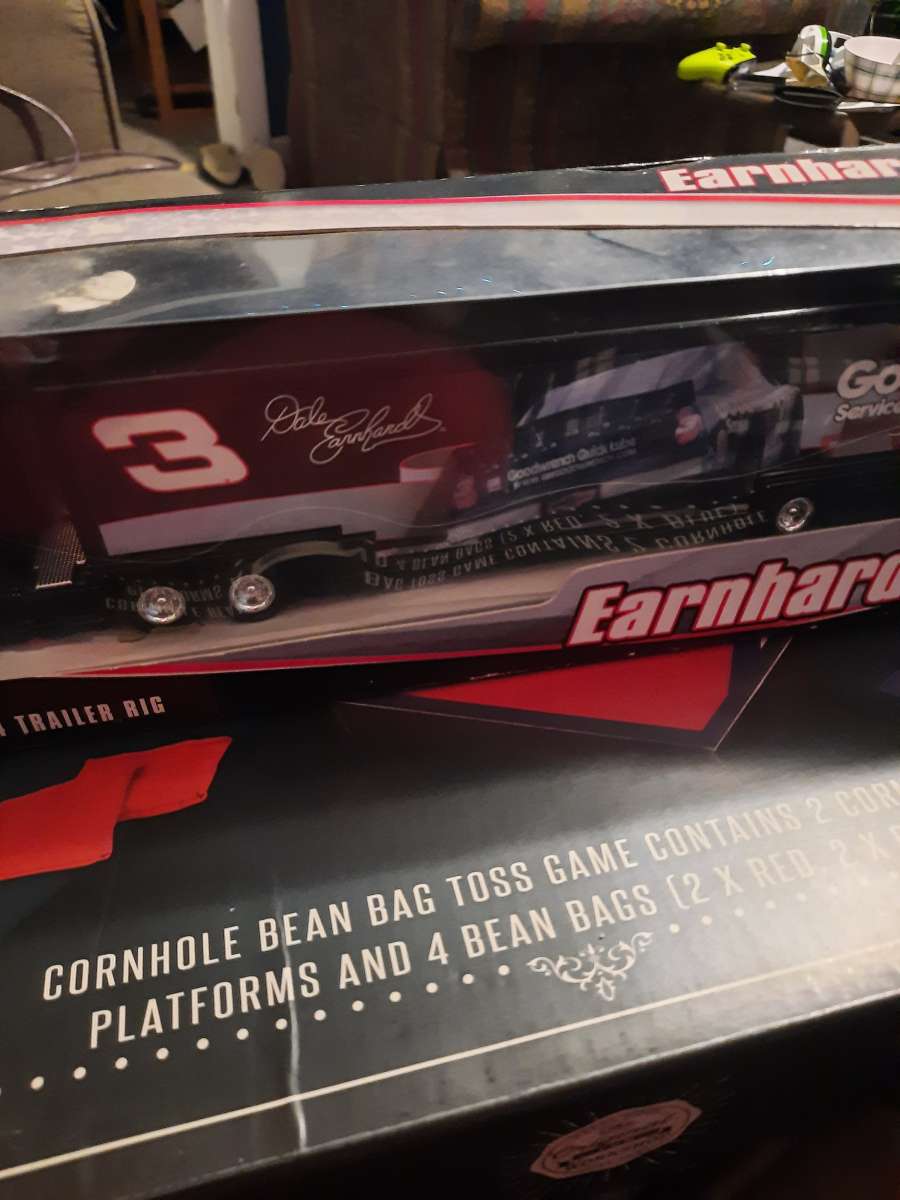 Earnhar
3
Dale
Earnhardt
Goodwrench Quick Lube
Go
Service
Earnhard
TRAILER RIG
CORNHOLE BEAN BAG TOSS GAME CONTAINS 2 COR
PLATFORMS AND 4 BEAN BAGS (2 X RED, 2 X